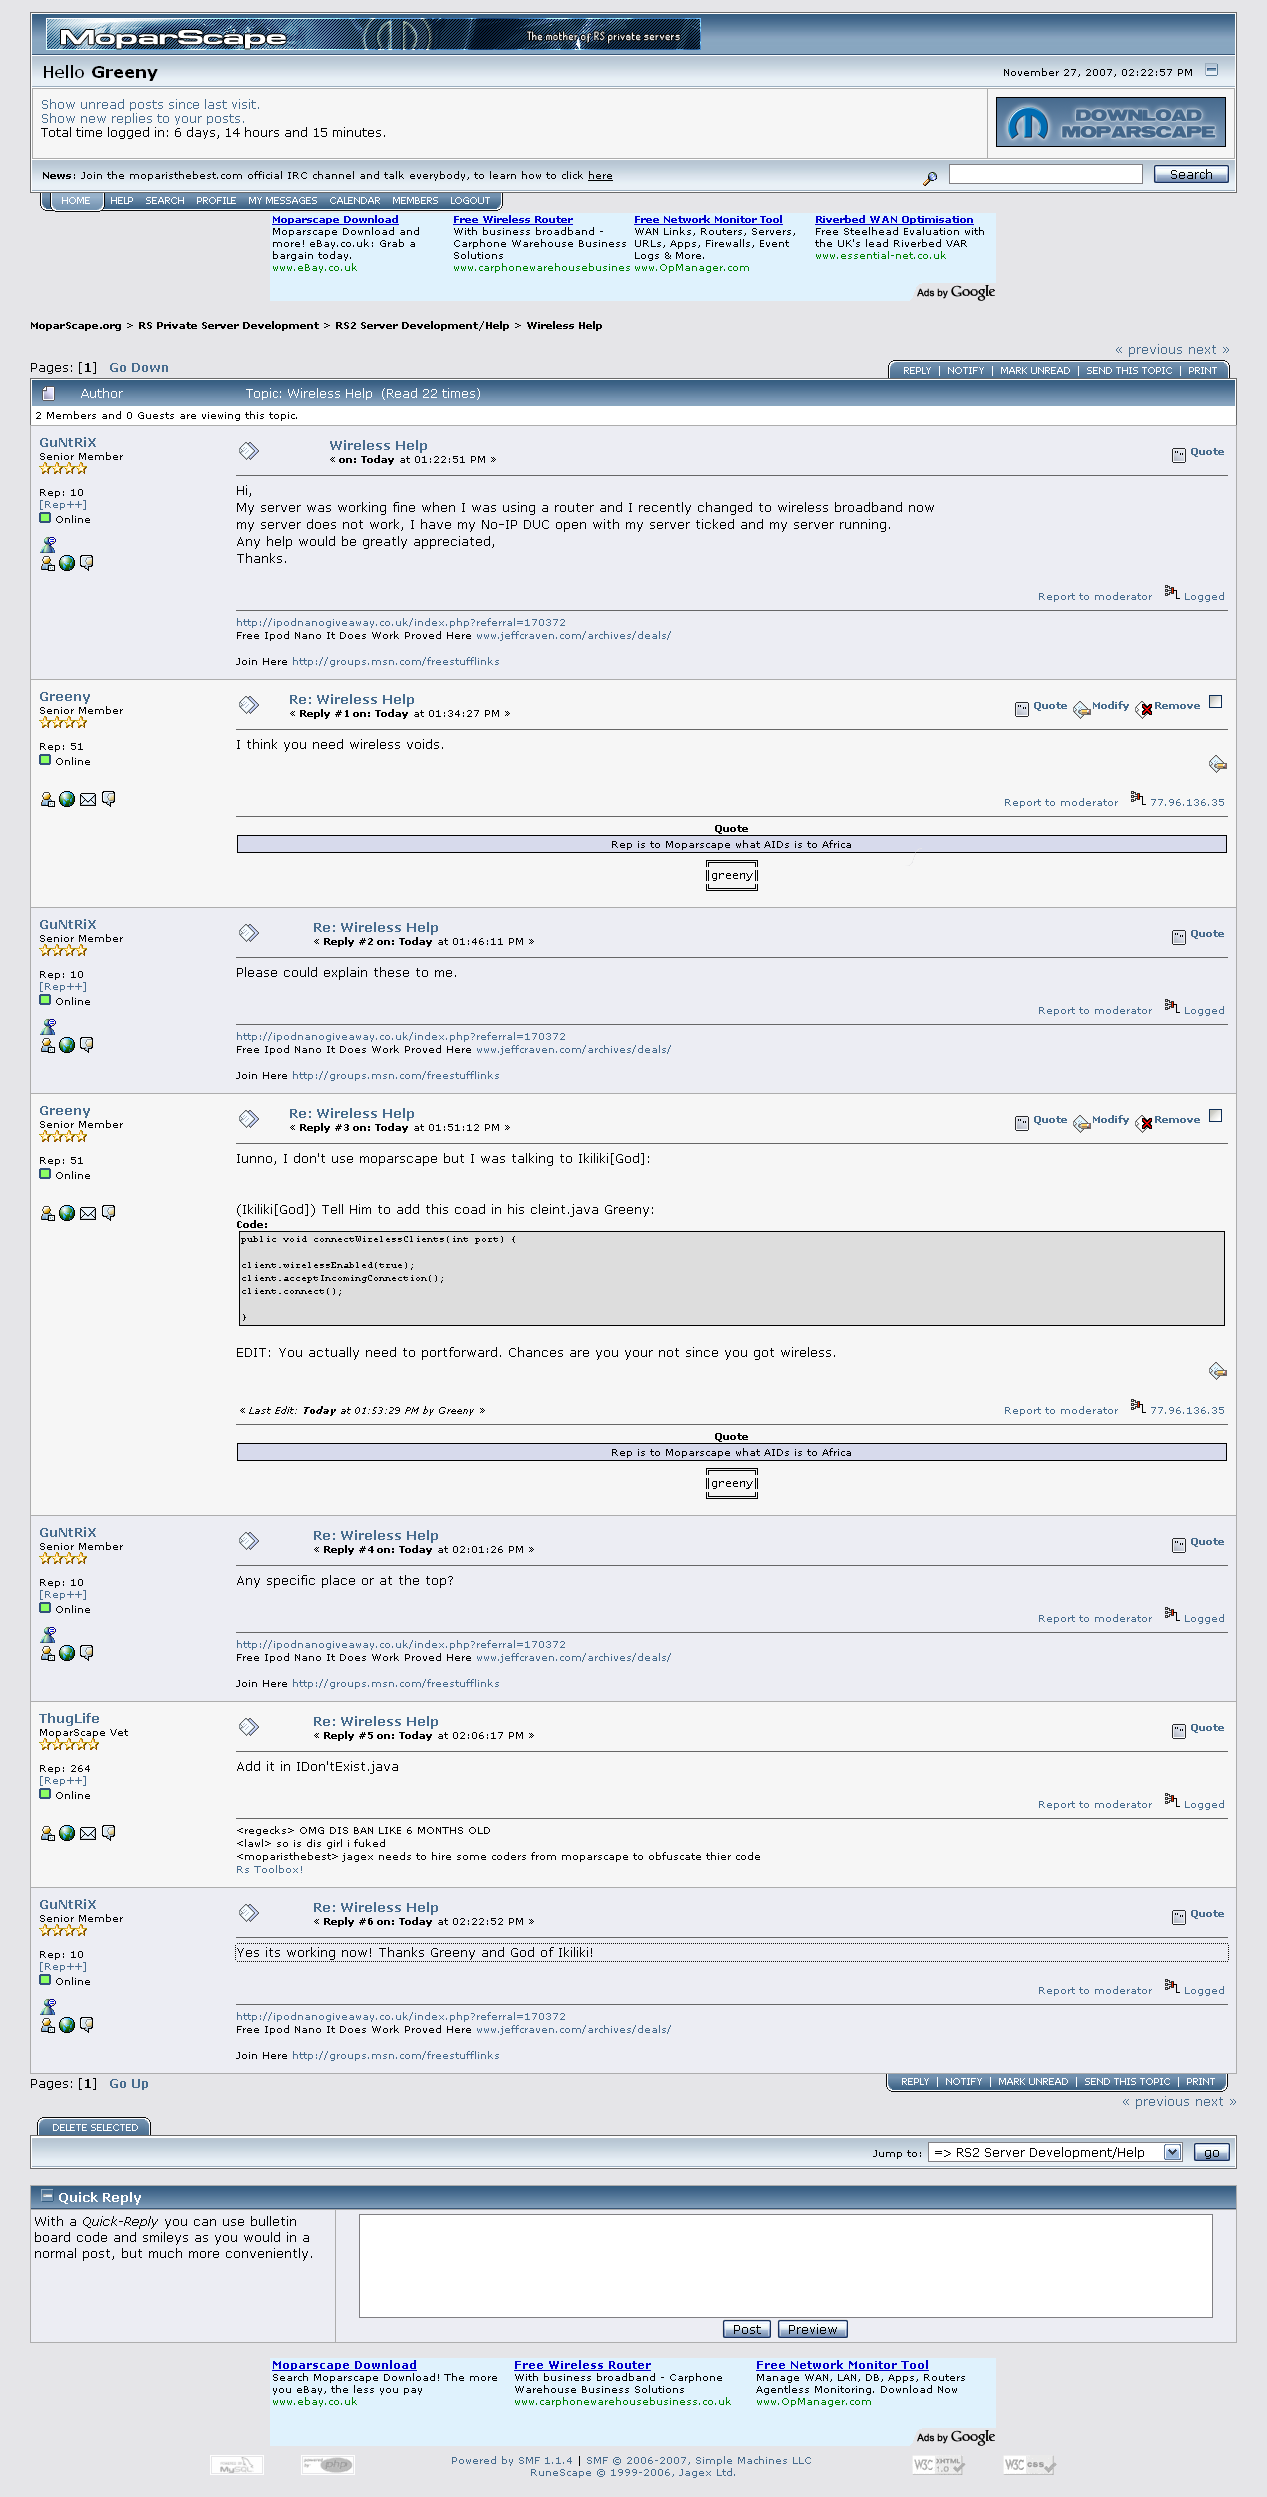 MoparScape
The mother of RS private servers
Hello Greeny
November 27, 2007, 02:22:57 PM
Show unread posts since last visit.
Show new replies to your posts.
Total time logged in: 6 days, 14 hours and 15 minutes.
DOWNLOAD MOPARSCAPE
News: Join the moparisthebest.com official IRC channel and talk everybody, to learn how to click here
Search
HOME HELP SEARCH PROFILE MY MESSAGES CALENDAR MEMBERS LOGOUT
Moparscape Download
Moparscape Download and
more! eBay.co.uk: Grab a
bargain today.
www.eBay.co.uk
Free Wireless Router
With business broadband -
Carphone Warehouse Business
Solutions
www.carphonewarehousebusines
Free Network Monitor Tool
WAN Links, Routers, Servers,
URLs, Apps, Firewalls, Event
Logs & More.
www.OpManager.com
Riverbed WAN Optimisation
Free Steelhead Evaluation with
the UK's lead Riverbed VAR
www.essential-net.co.uk
Ads by Google
MoparScape.org > RS Private Server Development > RS2 Server Development/Help > Wireless Help
« previous next »
Pages: [1] Go Down
REPLY | NOTIFY | MARK UNREAD | SEND THIS TOPIC | PRINT
Author Topic: Wireless Help (Read 22 times)
2 Members and 0 Guests are viewing this topic.
GuNtRiX
Senior Member
Rep: 10
[Rep++]
Online
Wireless Help
« on: Today at 01:22:51 PM »
Quote
Hi,
My server was working fine when I was using a router and I recently changed to wireless broadband now
my server does not work, I have my No-IP DUC open with my server ticked and my server running.
Any help would be greatly appreciated,
Thanks.
Report to moderator Logged
http://ipodnanogiveaway.co.uk/index.php?referral=170372
Free Ipod Nano It Does Work Proved Here www.jeffcraven.com/archives/deals/
Join Here http://groups.msn.com/freestufflinks
Greeny
Senior Member
Rep: 51
Online
Re: Wireless Help
« Reply #1 on: Today at 01:34:27 PM »
Quote Modify Remove
I think you need wireless voids.
Report to moderator 77.96.136.35
Quote
Rep is to Moparscape what AIDs is to Africa
╔═══════╗
║greeny║
╚═══════╝
GuNtRiX
Senior Member
Rep: 10
[Rep++]
Online
Re: Wireless Help
« Reply #2 on: Today at 01:46:11 PM »
Quote
Please could explain these to me.
Report to moderator Logged
http://ipodnanogiveaway.co.uk/index.php?referral=170372
Free Ipod Nano It Does Work Proved Here www.jeffcraven.com/archives/deals/
Join Here http://groups.msn.com/freestufflinks
Greeny
Senior Member
Rep: 51
Online
Re: Wireless Help
« Reply #3 on: Today at 01:51:12 PM »
Quote Modify Remove
Iunno, I don't use moparscape but I was talking to Ikiliki[God]:
(Ikiliki[God]) Tell Him to add this coad in his cleint.java Greeny:
Code:
public void connectWirelessClients(int port) {
client.wirelessEnabled(true);
client.acceptIncomingConnection();
client.connect();
}
EDIT: You actually need to portforward. Chances are you your not since you got wireless.
« Last Edit: Today at 01:53:29 PM by Greeny »
Report to moderator 77.96.136.35
Quote
Rep is to Moparscape what AIDs is to Africa
╔═══════╗
║greeny║
╚═══════╝
GuNtRiX
Senior Member
Rep: 10
[Rep++]
Online
Re: Wireless Help
« Reply #4 on: Today at 02:01:26 PM »
Quote
Any specific place or at the top?
Report to moderator Logged
http://ipodnanogiveaway.co.uk/index.php?referral=170372
Free Ipod Nano It Does Work Proved Here www.jeffcraven.com/archives/deals/
Join Here http://groups.msn.com/freestufflinks
ThugLife
MoparScape Vet
Rep: 264
[Rep++]
Online
Re: Wireless Help
« Reply #5 on: Today at 02:06:17 PM »
Quote
Add it in IDon'tExist.java
Report to moderator Logged
<regecks> OMG DIS BAN LIKE 6 MONTHS OLD
<lawl> so is dis girl i fuked
<moparisthebest> jagex needs to hire some coders from moparscape to obfuscate thier code
Rs Toolbox!
GuNtRiX
Senior Member
Rep: 10
[Rep++]
Online
Re: Wireless Help
« Reply #6 on: Today at 02:22:52 PM »
Quote
Yes its working now! Thanks Greeny and God of Ikiliki!
Report to moderator Logged
http://ipodnanogiveaway.co.uk/index.php?referral=170372
Free Ipod Nano It Does Work Proved Here www.jeffcraven.com/archives/deals/
Join Here http://groups.msn.com/freestufflinks
Pages: [1] Go Up
REPLY | NOTIFY | MARK UNREAD | SEND THIS TOPIC | PRINT
« previous next »
DELETE SELECTED
Jump to: => RS2 Server Development/Help go
Quick Reply
With a Quick-Reply you can use bulletin
board code and smileys as you would in a
normal post, but much more conveniently.
Post Preview
Moparscape Download
Search Moparscape Download! The more
you eBay, the less you pay
www.ebay.co.uk
Free Wireless Router
With business broadband - Carphone
Warehouse Business Solutions
www.carphonewarehousebusiness.co.uk
Free Network Monitor Tool
Manage WAN, LAN, DB, Apps, Routers
Agentless Monitoring. Download Now
www.OpManager.com
Ads by Google
POWERED BY MySQL
powered by php
Powered by SMF 1.1.4 | SMF © 2006-2007, Simple Machines LLC
RuneScape © 1999-2006, Jagex Ltd.
W3C XHTML 1.0
W3C css